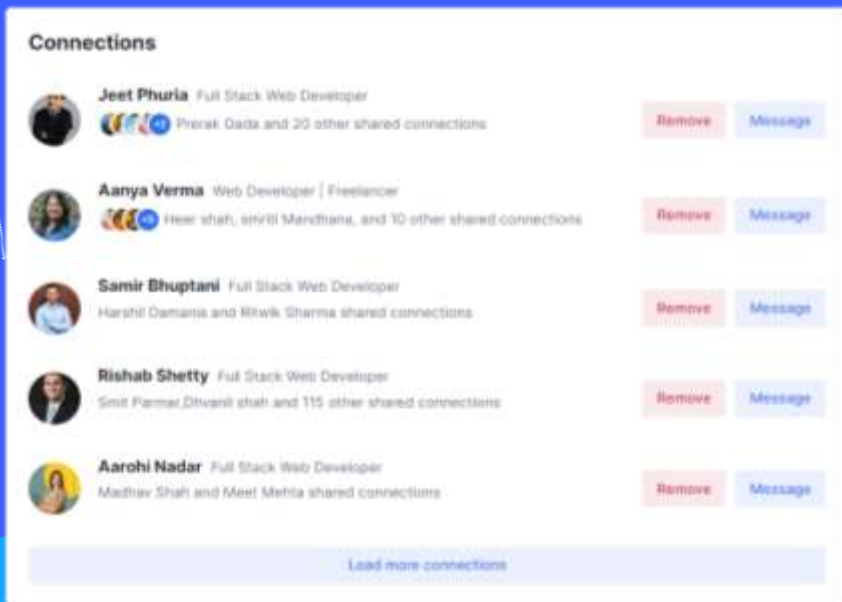 Connections
Jeet Phuria Full Stack Web Developer
Prerak Gada and 20 other shared connections
Remove Message
Aanya Verma Web Developer | Freelancer
Heer shah, smriti Mandhana, and 10 other shared connections
Remove Message
Samir Bhuptani Full Stack Web Developer
Harshil Damania and Ritwik Sharma shared connections
Remove Message
Rishab Shetty Full Stack Web Developer
Smit Parmar,Dhvanil shah and 115 other shared connections
Remove Message
Aarohi Nadar Full Stack Web Developer
Madhav Shah and Meet Mehta shared connections
Remove Message
Load more connections